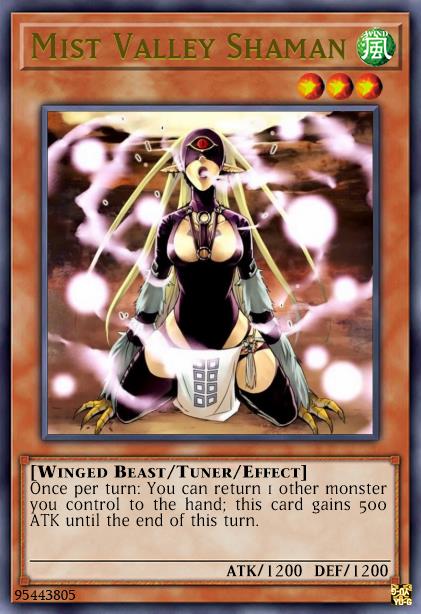 Mist Valley Shaman
WIND
風
[Winged Beast/Tuner/Effect]
Once per turn: You can return 1 other monster
you control to the hand; this card gains 500
ATK until the end of this turn.
ATK/1200 DEF/1200
95443805